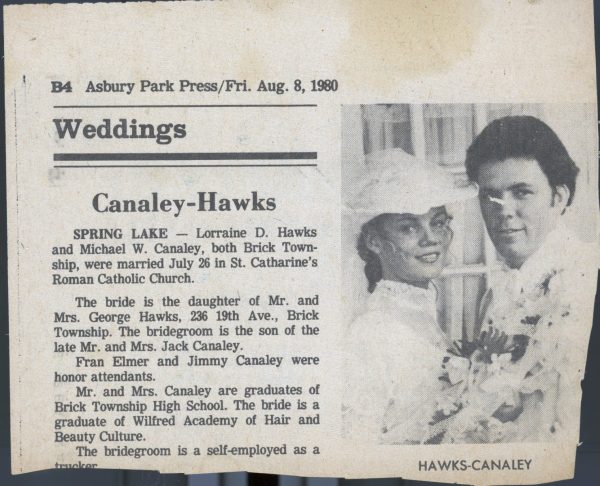 B4 Asbury Park Press/Fri. Aug. 8, 1980
Weddings
Canaley-Hawks
SPRING LAKE — Lorraine D. Hawks
and Michael W. Canaley, both Brick Town-
ship, were married July 26 in St. Catharine's
Roman Catholic Church.
The bride is the daughter of Mr. and
Mrs. George Hawks, 236 19th Ave., Brick
Township. The bridegroom is the son of the
late Mr. and Mrs. Jack Canaley.
Fran Elmer and Jimmy Canaley were
honor attendants.
Mr. and Mrs. Canaley are graduates of
Brick Township High School. The bride is a
graduate of Wilfred Academy of Hair and
Beauty Culture.
The bridegroom is a self-employed as a
trucker
HAWKS-CANALEY